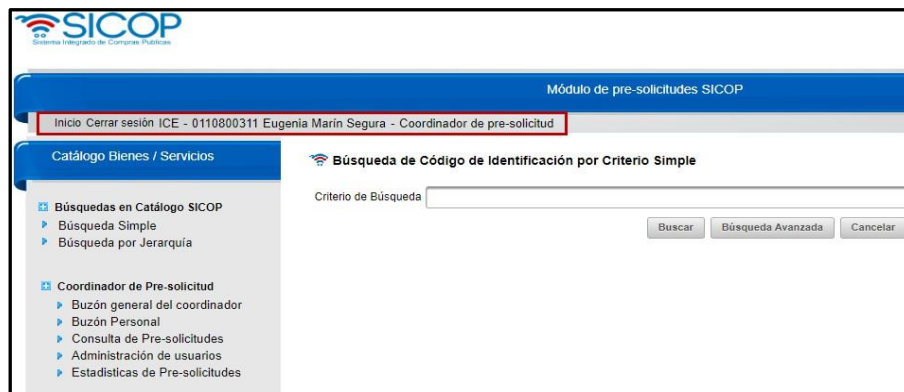 SICOP
Sistema Integrado de Compras Públicas
Módulo de pre-solicitudes SICOP
Inicio Cerrar sesión ICE - 0110800311 Eugenia Marín Segura - Coordinador de pre-solicitud
Catálogo Bienes / Servicios
Búsquedas en Catálogo SICOP
Búsqueda Simple
Búsqueda por Jerarquía
Coordinador de Pre-solicitud
Buzón general del coordinador
Buzón Personal
Consulta de Pre-solicitudes
Administración de usuarios
Estadisticas de Pre-solicitudes
Búsqueda de Código de Identificación por Criterio Simple
Criterio de Búsqueda
Buscar Búsqueda Avanzada Cancelar